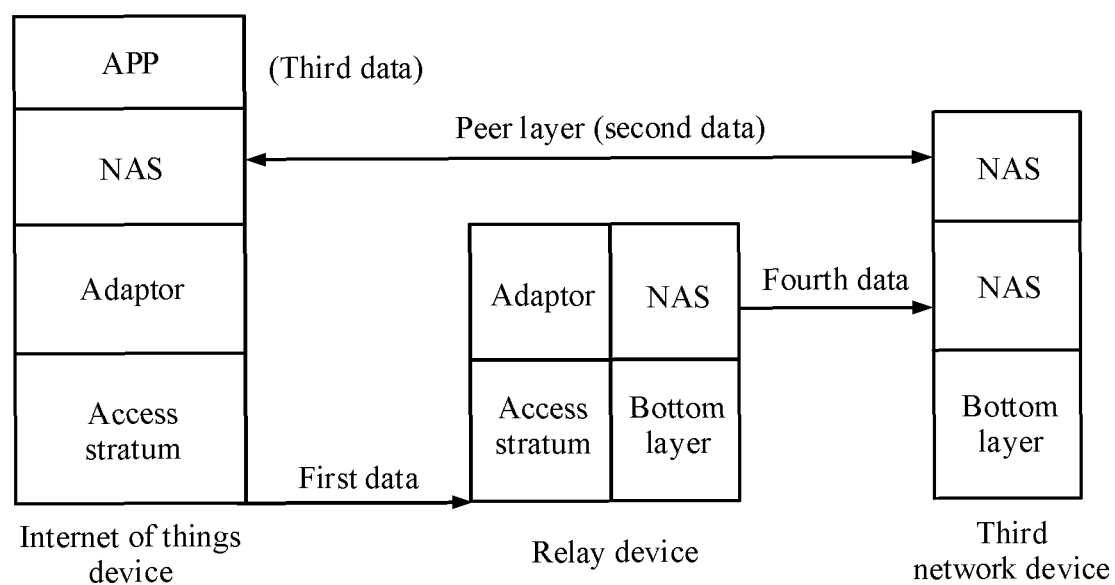 APP
(Third data)
Peer layer (second data)
NAS
NAS
Adaptor
Adaptor
NAS
Fourth data
NAS
Access
stratum
Access
stratum
Bottom
layer
Bottom
layer
First data
Internet of things
device
Relay device
Third
network device